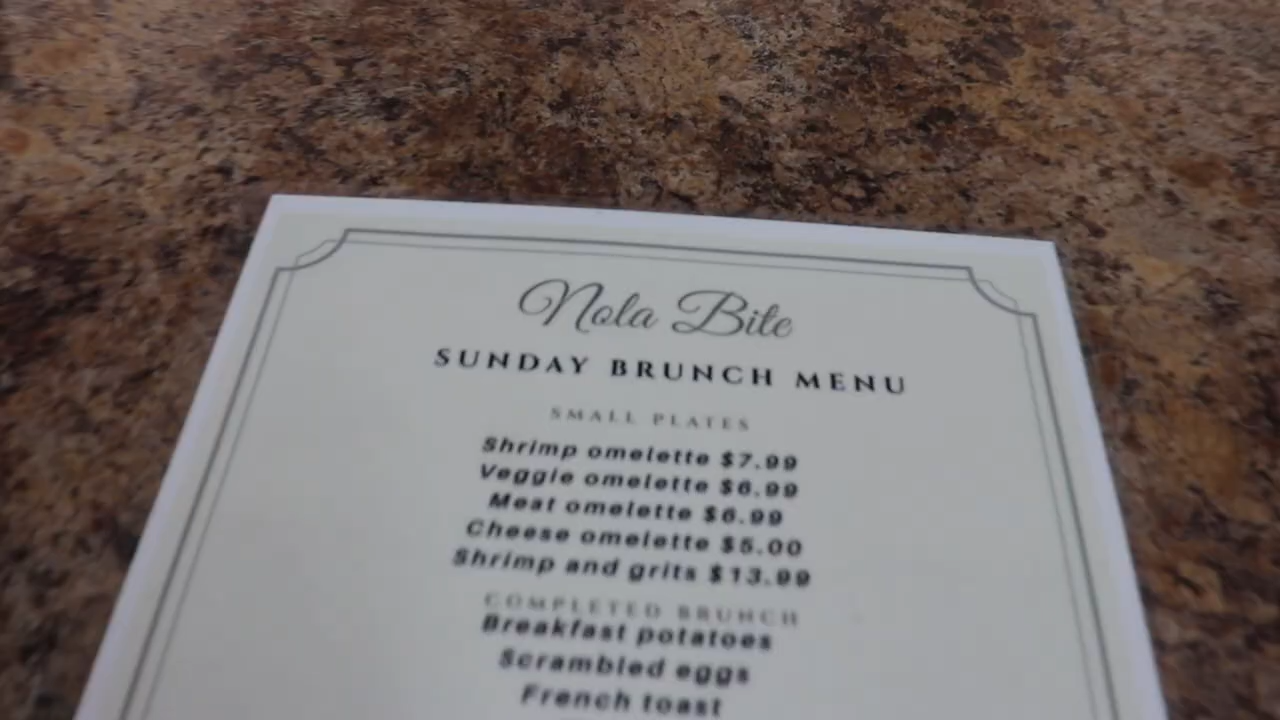 Nola Bite
SUNDAY BRUNCH MENU
SMALL PLATES
Shrimp omelette $7.99
Veggie omelette $6.99
Meat omelette $6.99
Cheese omelette $5.00
Shrimp and grits $13.99
COMPLETED BRUNCH
Breakfast potatoes
Scrambled eggs
French toast